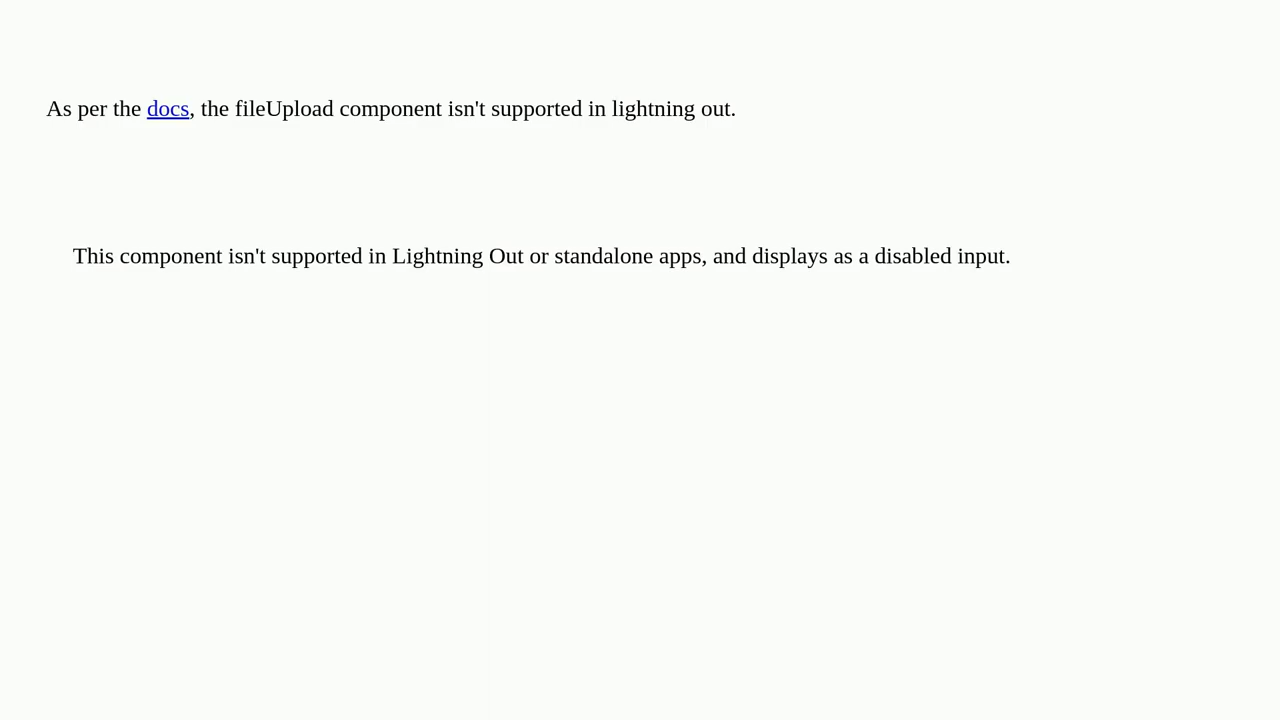 As per the docs, the fileUpload component isn't supported in lightning out.
This component isn't supported in Lightning Out or standalone apps, and displays as a disabled input.